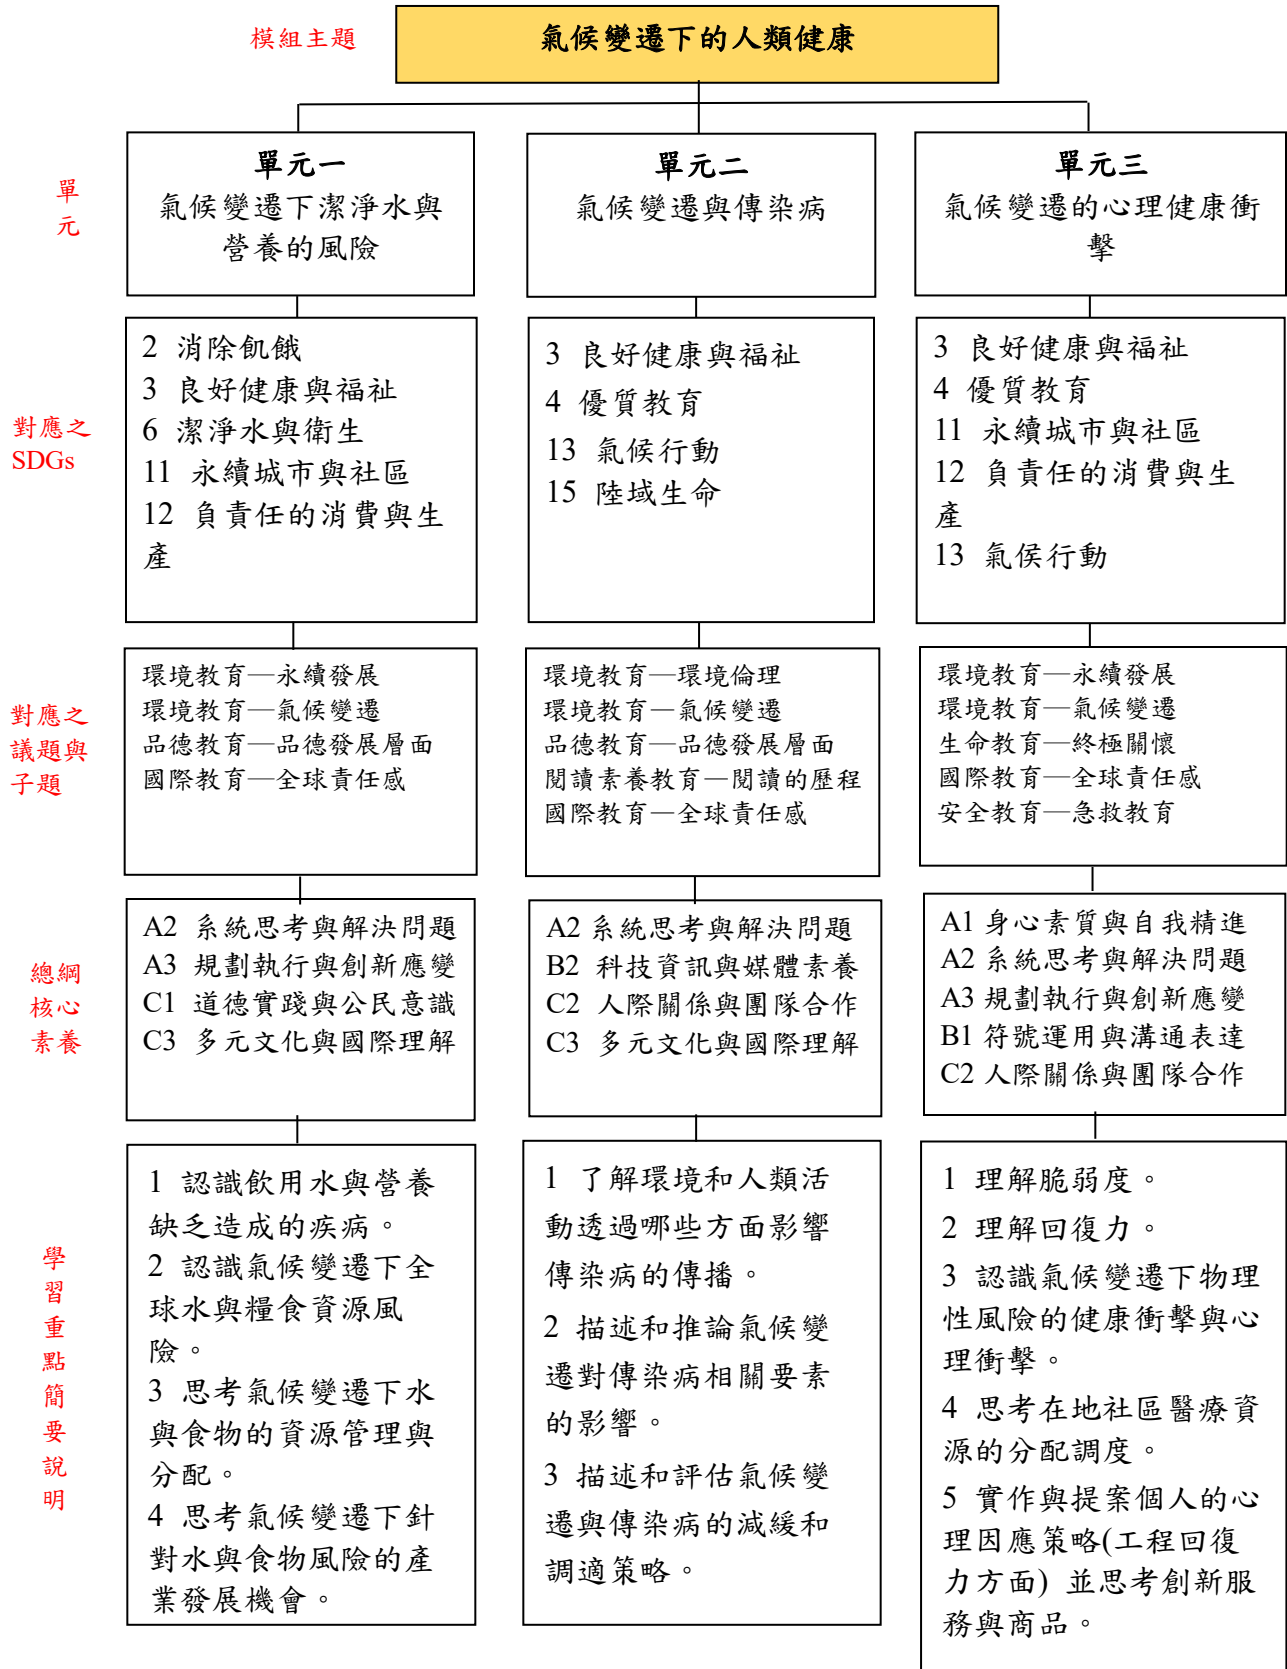 模組主題
氣候變遷下的人類健康
單
元
單元一
氣候變遷下潔淨水與
營養的風險
單元二
氣候變遷與傳染病
單元三
氣候變遷的心理健康衝
擊
對應之
SDGs
2 消除飢餓
3 良好健康與福祉
6 潔淨水與衛生
11 永續城市與社區
12 負責任的消費與生
產
3 良好健康與福祉
4 優質教育
13 氣候行動
15 陸域生命
3 良好健康與福祉
4 優質教育
11 永續城市與社區
12 負責任的消費與生
產
13 氣侯行動
對應之
議題與
子題
環境教育—永續發展
環境教育—氣候變遷
品德教育—品德發展層面
國際教育—全球責任感
環境教育—環境倫理
環境教育—氣候變遷
品德教育—品德發展層面
閱讀素養教育—閱讀的歷程
國際教育—全球責任感
環境教育—永續發展
環境教育—氣候變遷
生命教育—終極關懷
國際教育—全球責任感
安全教育—急救教育
總綱
核心
素養
A2 系統思考與解決問題
A3 規劃執行與創新應變
C1 道德實踐與公民意識
C3 多元文化與國際理解
A2 系統思考與解決問題
B2 科技資訊與媒體素養
C2 人際關係與團隊合作
C3 多元文化與國際理解
A1 身心素質與自我精進
A2 系統思考與解決問題
A3 規劃執行與創新應變
B1 符號運用與溝通表達
C2 人際關係與團隊合作
學
習
重
點
簡
要
說
明
1 認識飲用水與營養
缺乏造成的疾病。
2 認識氣候變遷下全
球水與糧食資源風
險。
3 思考氣候變遷下水
與食物的資源管理與
分配。
4 思考氣候變遷下針
對水與食物風險的產
業發展機會。
1 了解環境和人類活
動透過哪些方面影響
傳染病的傳播。
2 描述和推論氣候變
遷對傳染病相關要素
的影響。
3 描述和評估氣候變
遷與傳染病的減緩和
調適策略。
1 理解脆弱度。
2 理解回復力。
3 認識氣候變遷下物理
性風險的健康衝擊與心
理衝擊。
4 思考在地社區醫療資
源的分配調度。
5 實作與提案個人的心
理因應策略(工程回復
力方面) 並思考創新服
務與商品。